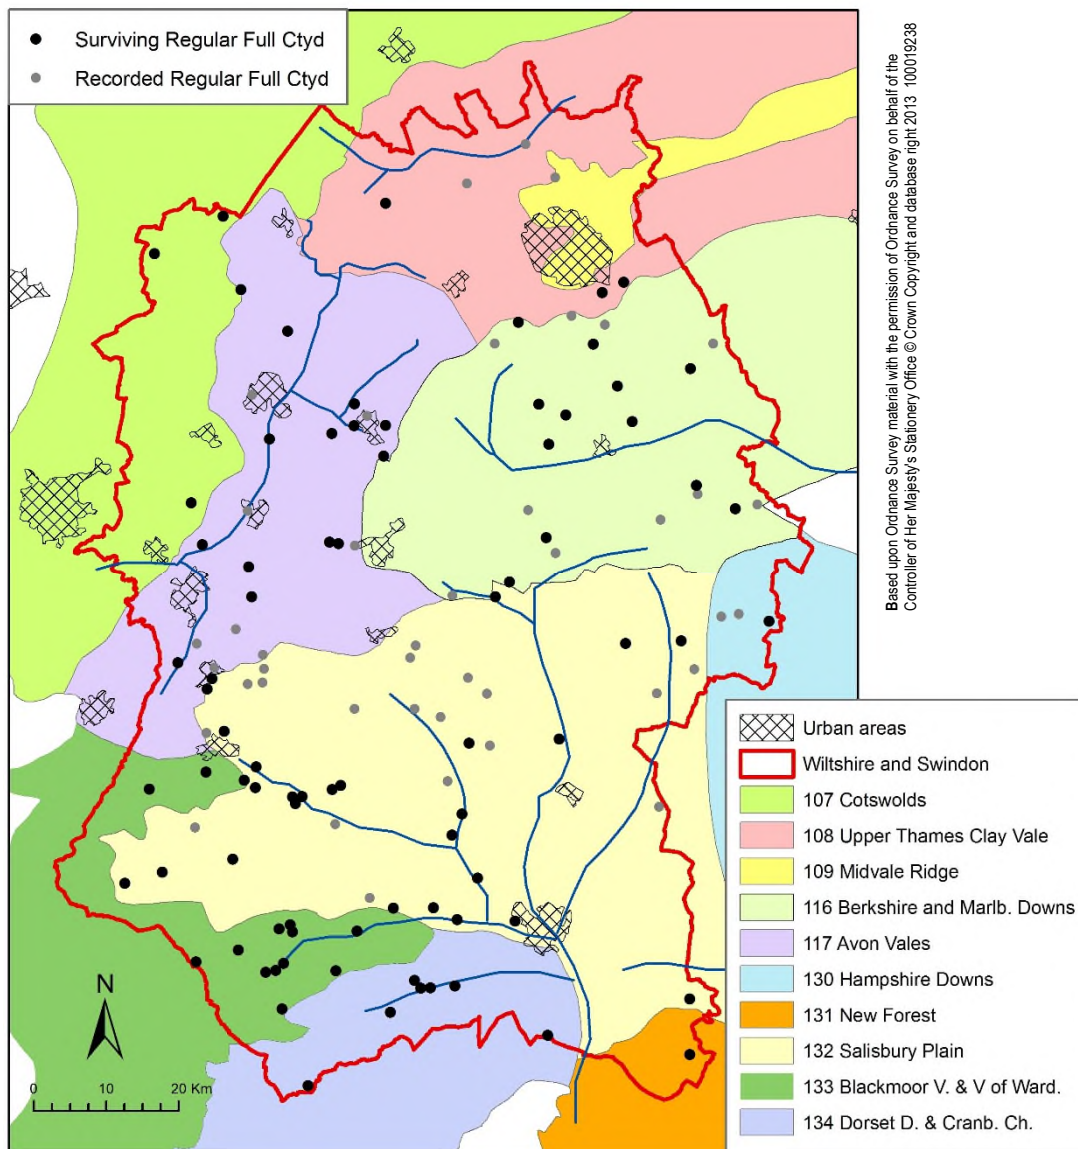 Surviving Regular Full Ctyd
Recorded Regular Full Ctyd
Based upon Ordnance Survey material with the permission of Ordnance Survey on behalf of the
Controller of Her Majesty's Stationery Office © Crown Copyright and database right 2013 100019238
Urban areas
Wiltshire and Swindon
107 Cotswolds
108 Upper Thames Clay Vale
109 Midvale Ridge
116 Berkshire and Marlb. Downs
117 Avon Vales
130 Hampshire Downs
131 New Forest
132 Salisbury Plain
133 Blackmoor V. & V of Ward.
134 Dorset D. & Cranb. Ch.
N
0 10 20 Km